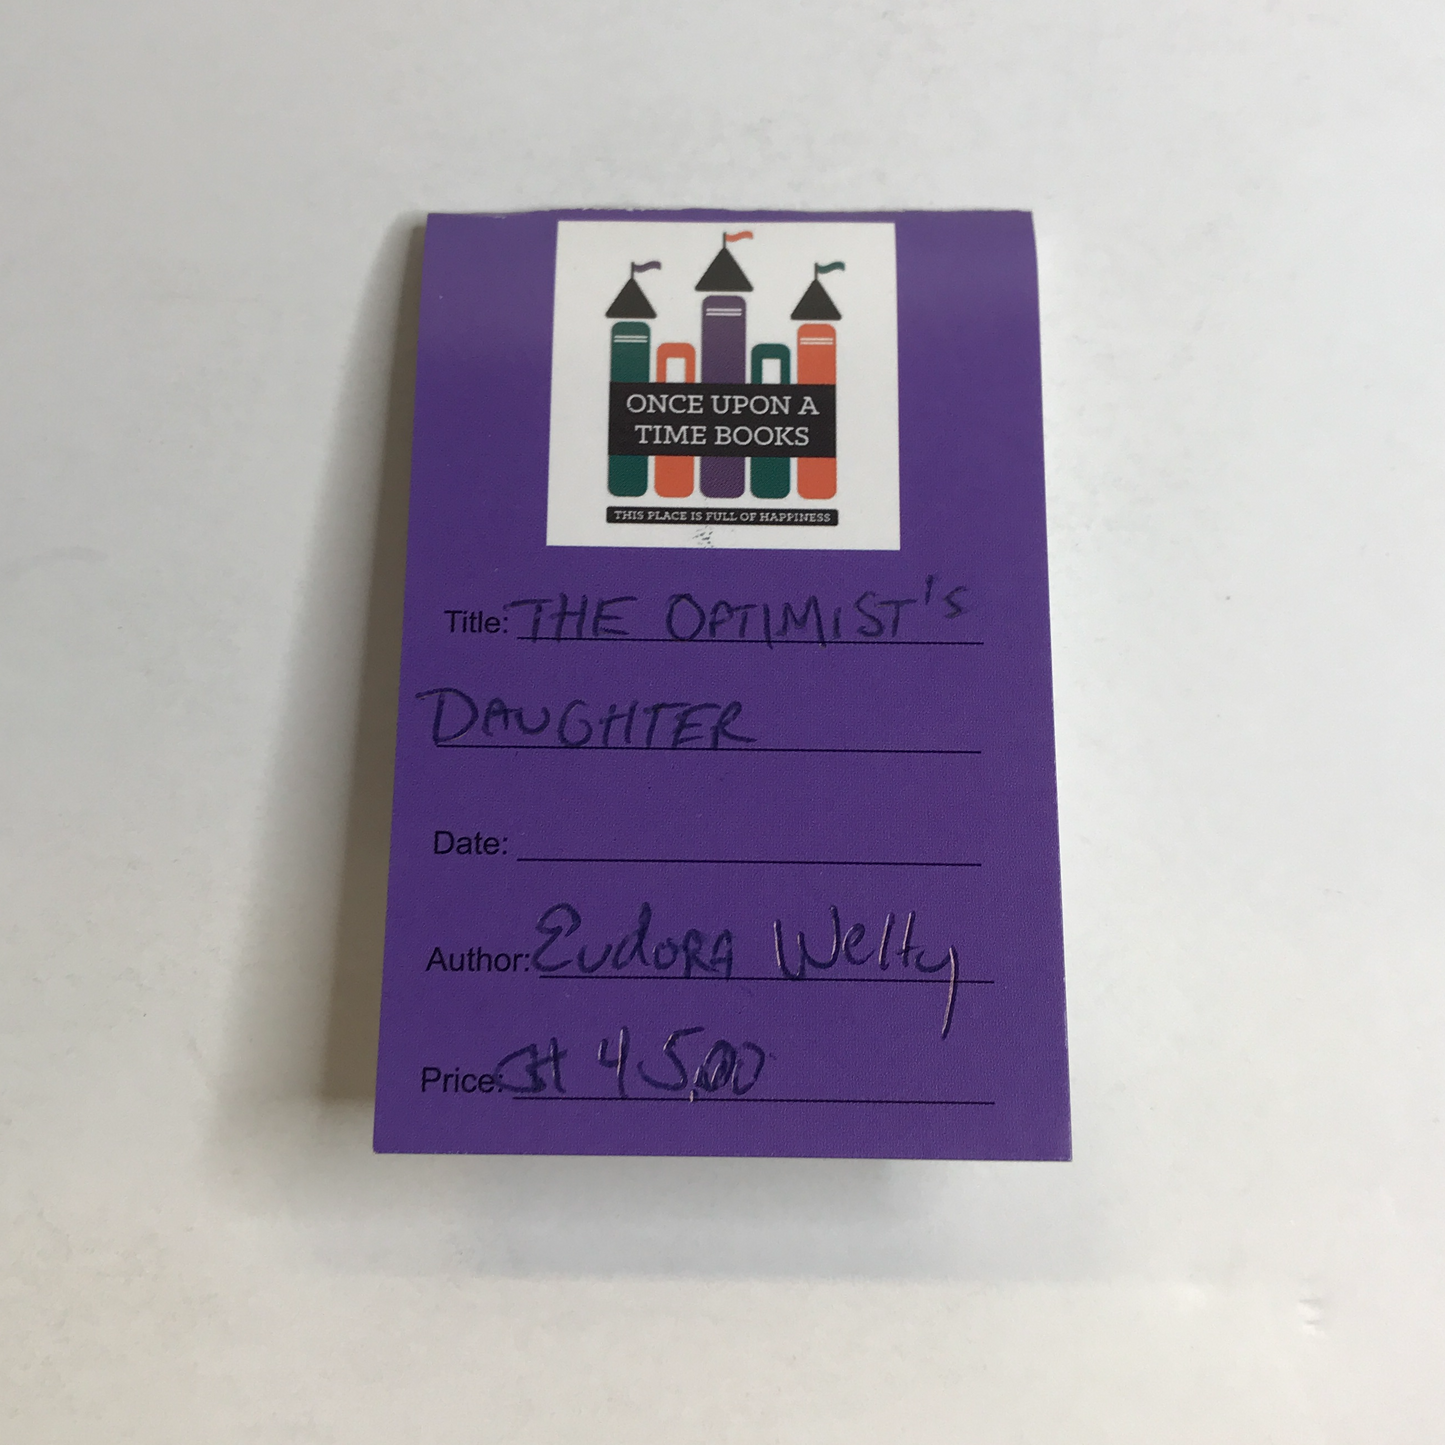 ONCE UPON A
TIME BOOKS
THIS PLACE IS FULL OF HAPPINESS
Title: THE OPTIMIST'S
DAUGHTER
Date:
Author: Eudora Welty
Price: 45.00